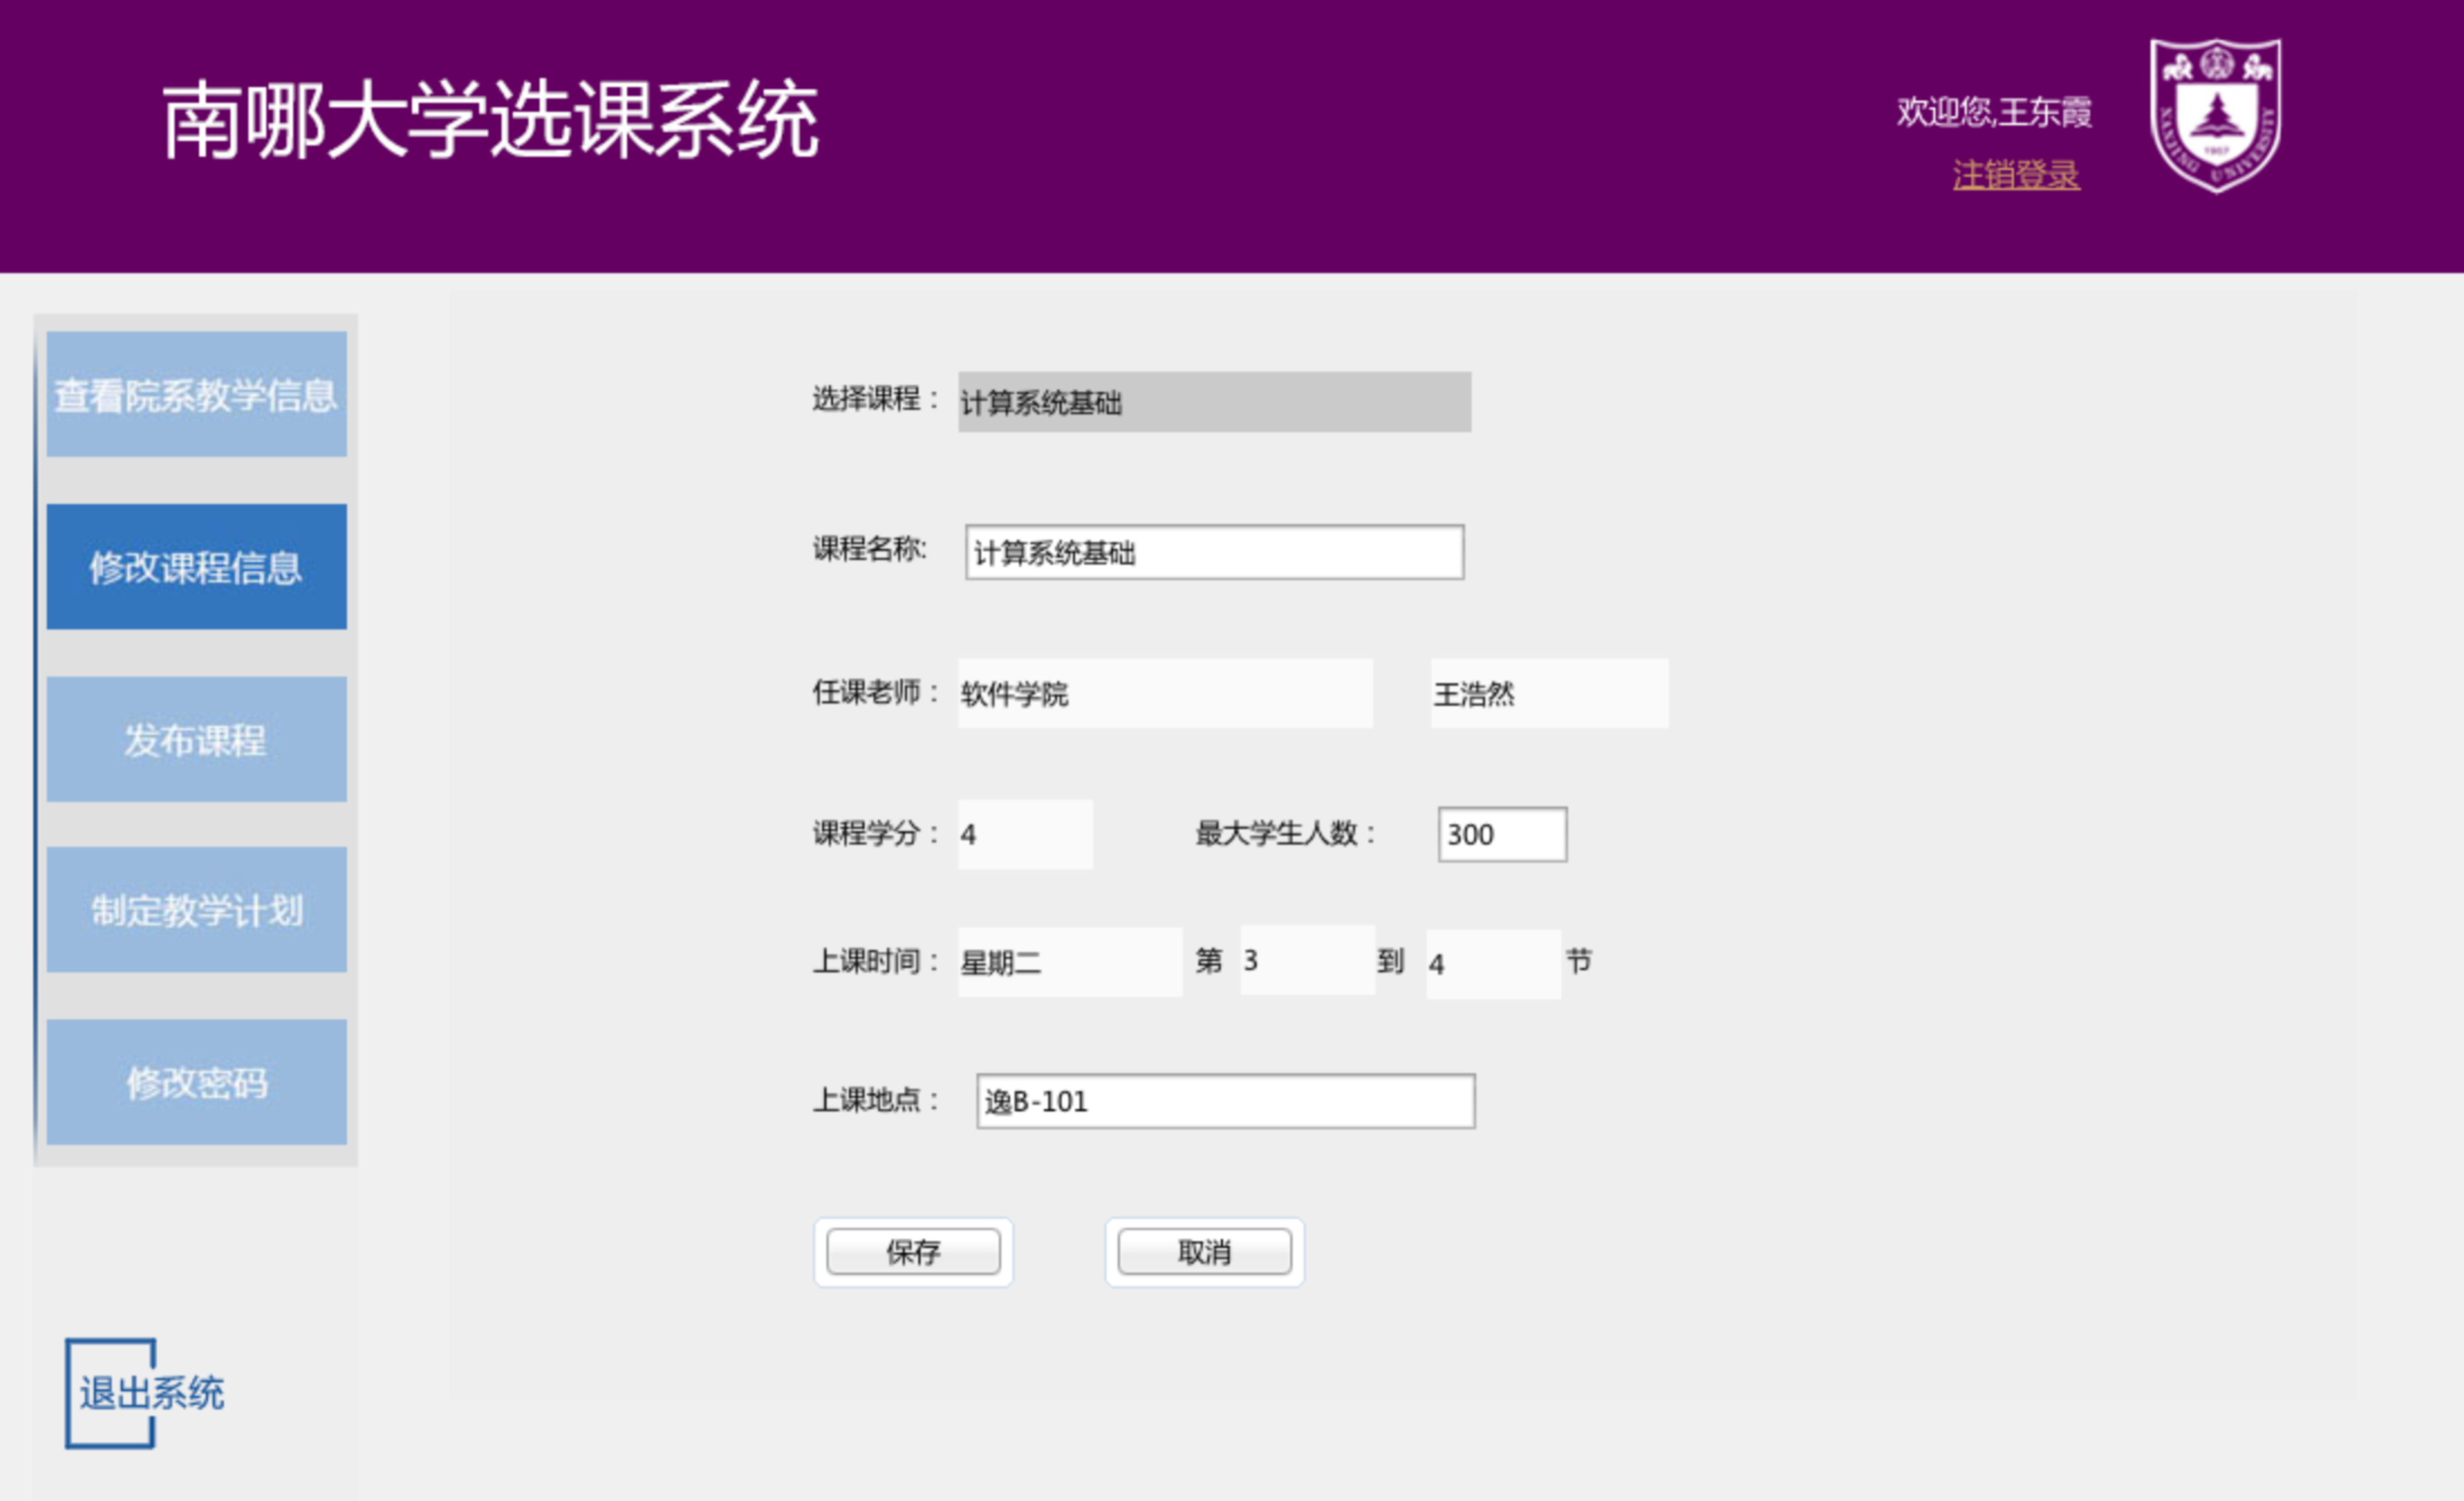 南哪大学选课系统
欢迎您,王东霞
注销登录
NANJING UNIVERSITY
1902
查看院系教学信息
修改课程信息
发布课程
制定教学计划
修改密码
退出系统
选择课程： 计算系统基础
课程名称: 计算系统基础
任课老师： 软件学院 王浩然
课程学分： 4 最大学生人数： 300
上课时间： 星期二 第 3 到 4 节
上课地点： 逸B-101
保存 取消